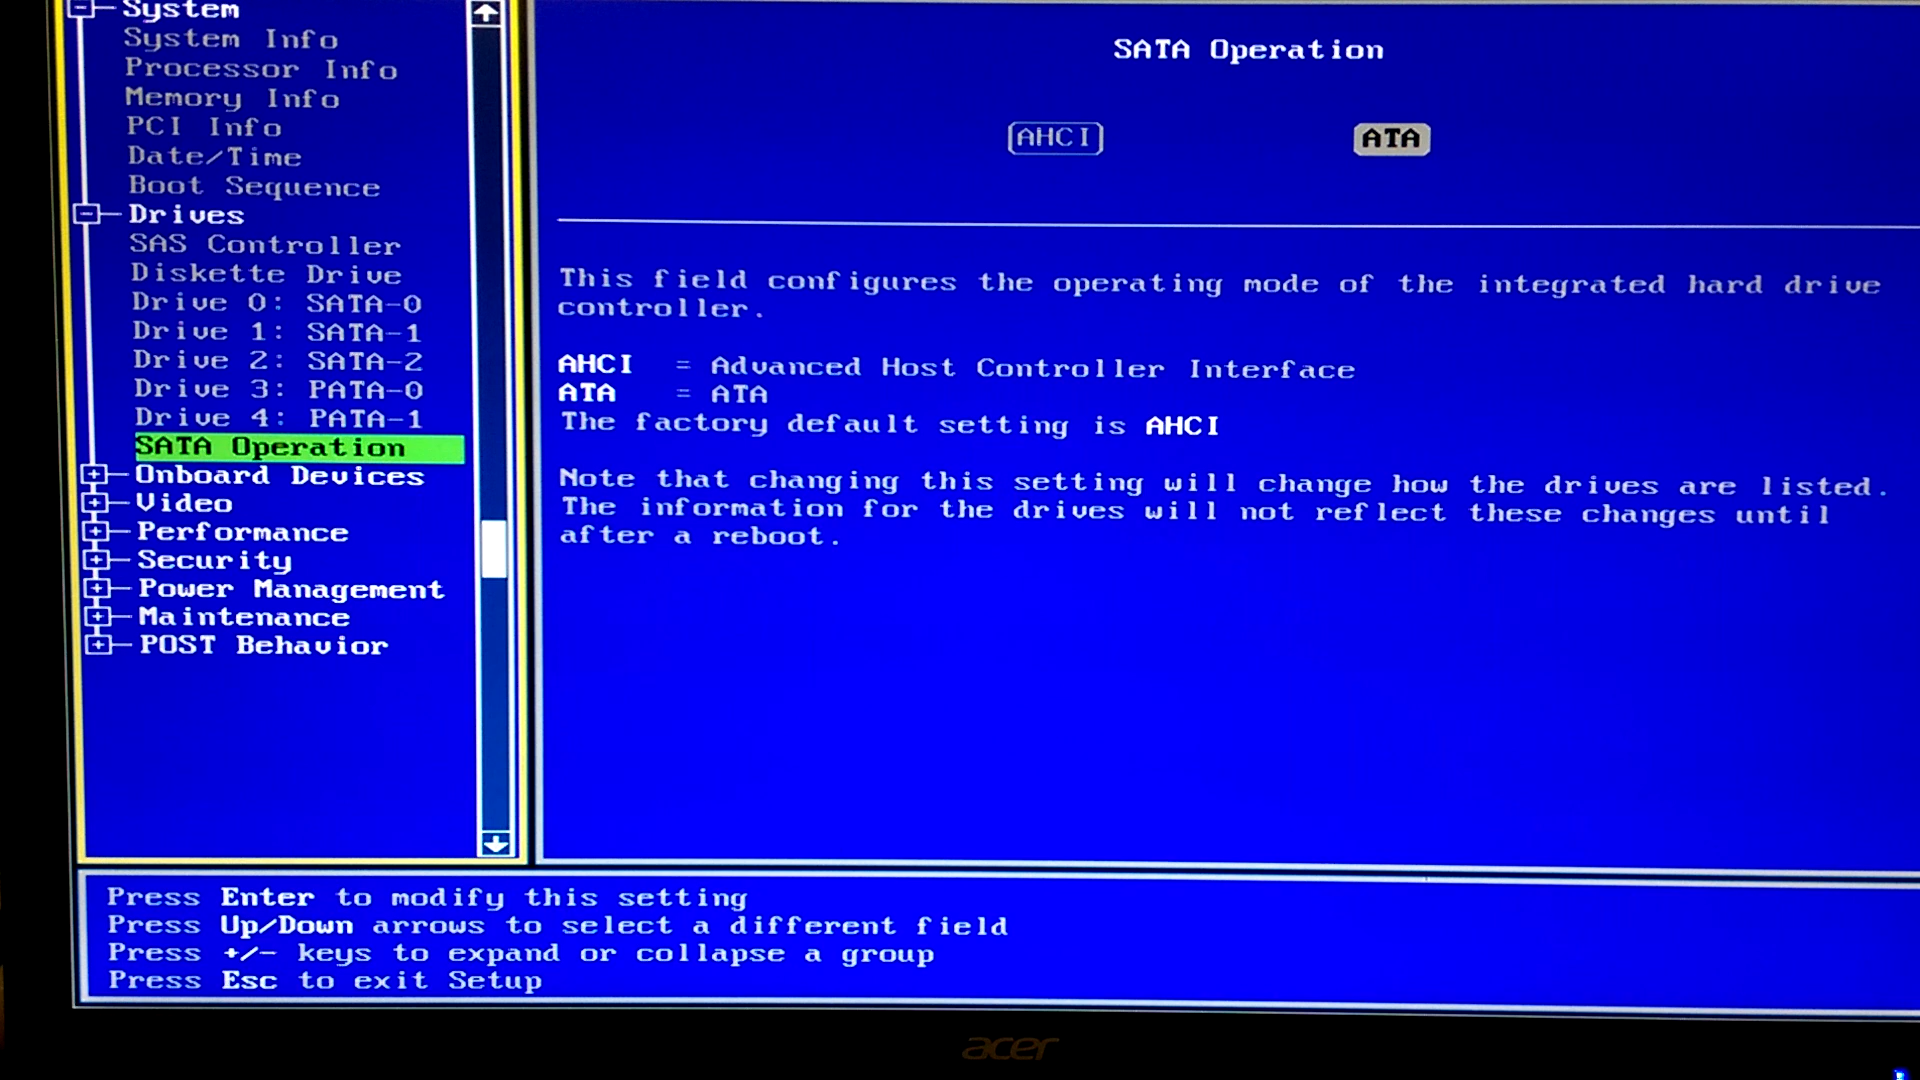 System
System Info
Processor Info
Memory Info
PCI Info
Date/Time
Boot Sequence
Drives
SAS Controller
Diskette Drive
Drive 0: SATA-0
Drive 1: SATA-1
Drive 2: SATA-2
Drive 3: PATA-0
Drive 4: PATA-1
SATA Operation
Onboard Devices
Video
Performance
Security
Power Management
Maintenance
POST Behavior
SATA Operation
AHCI ATA
This field configures the operating mode of the integrated hard drive
controller.
AHCI = Advanced Host Controller Interface
ATA = ATA
The factory default setting is AHCI
Note that changing this setting will change how the drives are listed.
The information for the drives will not reflect these changes until
after a reboot.
Press Enter to modify this setting
Press Up/Down arrows to select a different field
Press +/- keys to expand or collapse a group
Press Esc to exit Setup
acer